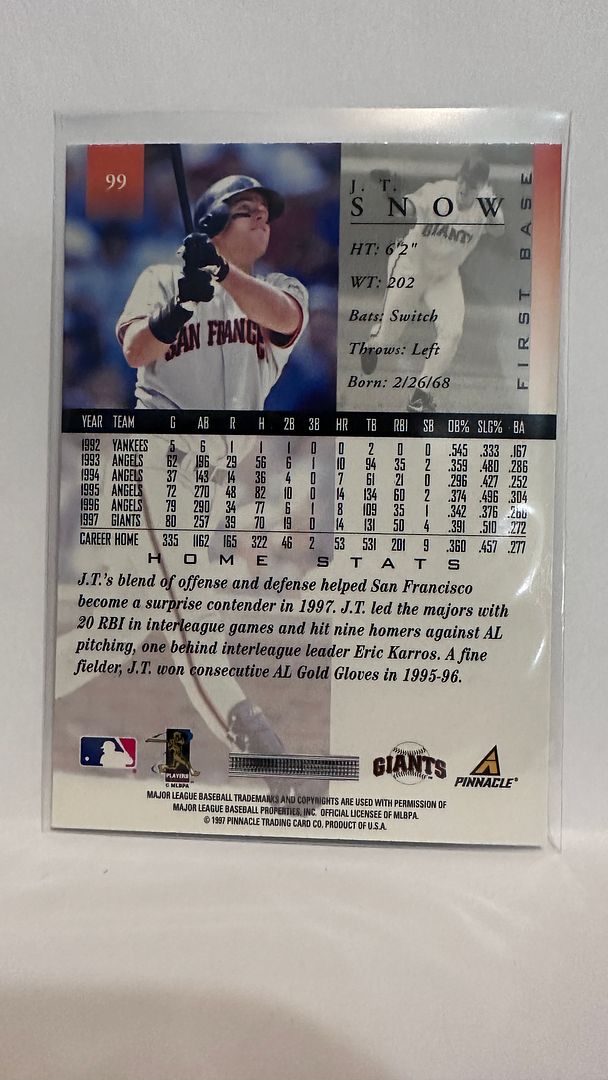 99
J. T.
SNOW
HT: 6'2"
WT: 202
Bats: Switch
Throws: Left
Born: 2/26/68
FIRST BASE
GIANTS
SAN FRANC
YEAR TEAM G AB R H 2B 3B HR TB RBI SB OB% SLG% BA
1992 YANKEES 5 6 1 1 1 0 0 2 0 0 .545 .333 .167
1993 ANGELS 62 196 29 56 6 1 10 94 35 2 .359 .480 .286
1994 ANGELS 37 143 14 36 4 0 7 61 21 0 .296 .427 .252
1995 ANGELS 72 270 48 82 10 0 14 134 60 2 .374 .496 .304
1996 ANGELS 79 290 34 77 6 1 8 109 35 1 .342 .376 .266
1997 GIANTS 80 257 39 70 19 0 14 131 50 4 .391 .510 .272
CAREER HOME 335 1162 165 322 46 2 53 531 201 9 .360 .457 .277
HOME STATS
J.T.'s blend of offense and defense helped San Francisco
become a surprise contender in 1997. J.T. led the majors with
20 RBI in interleague games and hit nine homers against AL
pitching, one behind interleague leader Eric Karros. A fine
fielder, J.T. won consecutive AL Gold Gloves in 1995-96.
PLAYERS
© MLBPA
GIANTS
PINNACLE®
MAJOR LEAGUE BASEBALL TRADEMARKS AND COPYRIGHTS ARE USED WITH PERMISSION OF
MAJOR LEAGUE BASEBALL PROPERTIES, INC. OFFICIAL LICENSEE OF MLBPA.
© 1997 PINNACLE TRADING CARD CO. PRODUCT OF U.S.A.